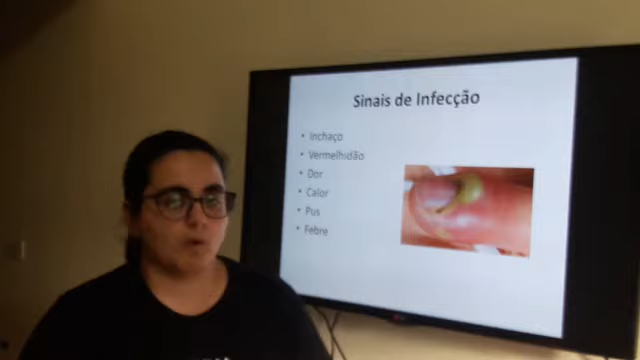 Sinais de Infecção
• Inchaço
• Vermelhidão
• Dor
• Calor
• Pus
• Febre